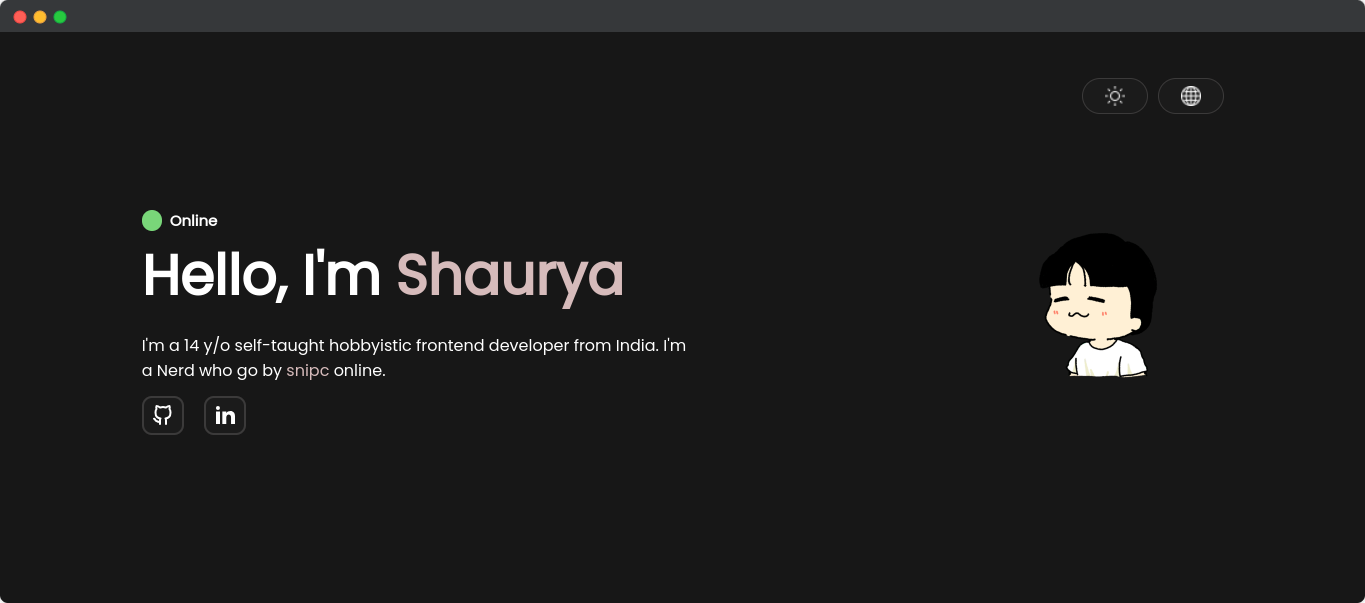 Online
Hello, I'm Shaurya
I'm a 14 y/o self-taught hobbyistic frontend developer from India. I'm
a Nerd who go by snipc online.
in